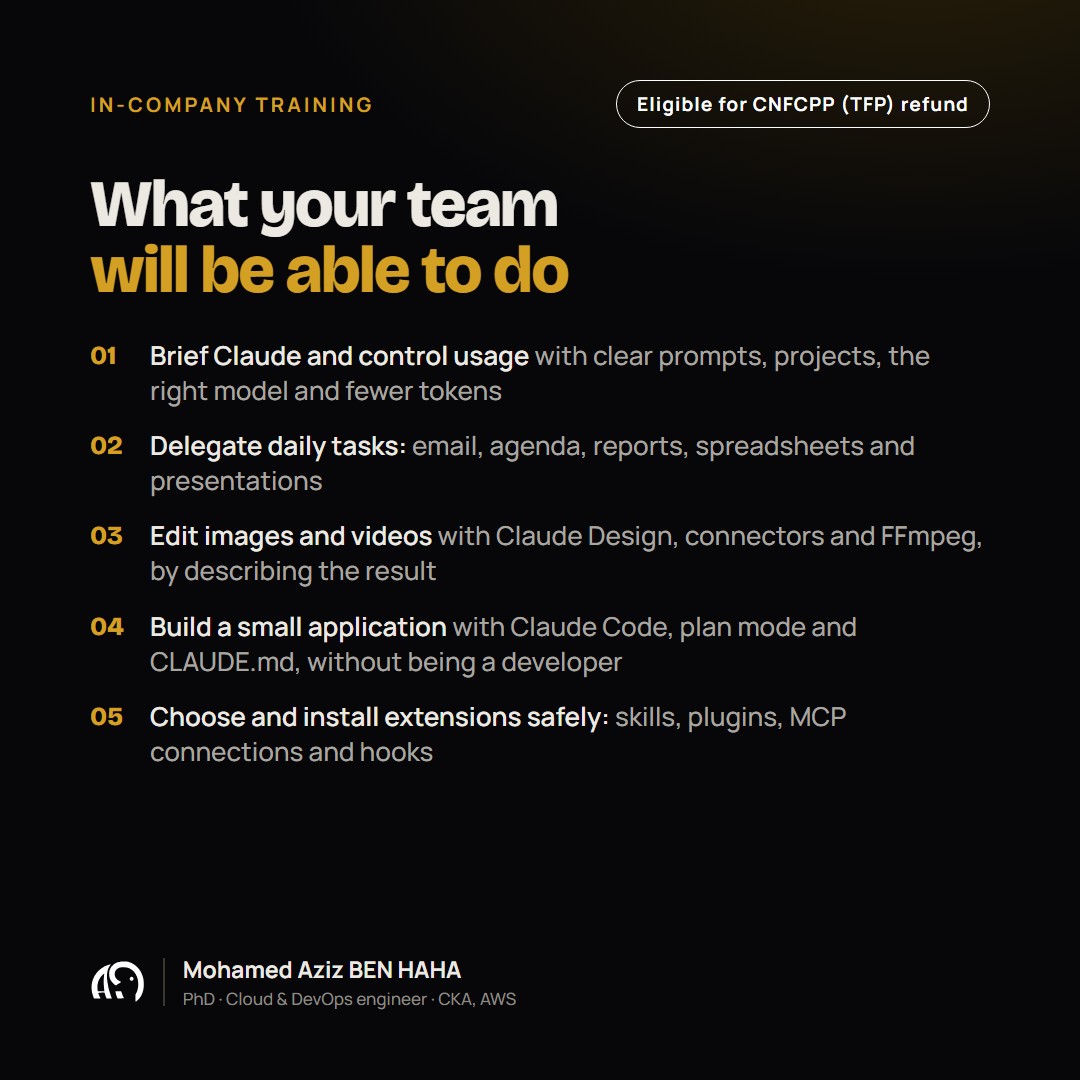 IN-COMPANY TRAINING
Eligible for CNFCPP (TFP) refund
What your team
will be able to do
01 Brief Claude and control usage with clear prompts, projects, the
right model and fewer tokens
02 Delegate daily tasks: email, agenda, reports, spreadsheets and
presentations
03 Edit images and videos with Claude Design, connectors and FFmpeg,
by describing the result
04 Build a small application with Claude Code, plan mode and
CLAUDE.md, without being a developer
05 Choose and install extensions safely: skills, plugins, MCP
connections and hooks
Mohamed Aziz BEN HAHA
PhD · Cloud & DevOps engineer · CKA, AWS